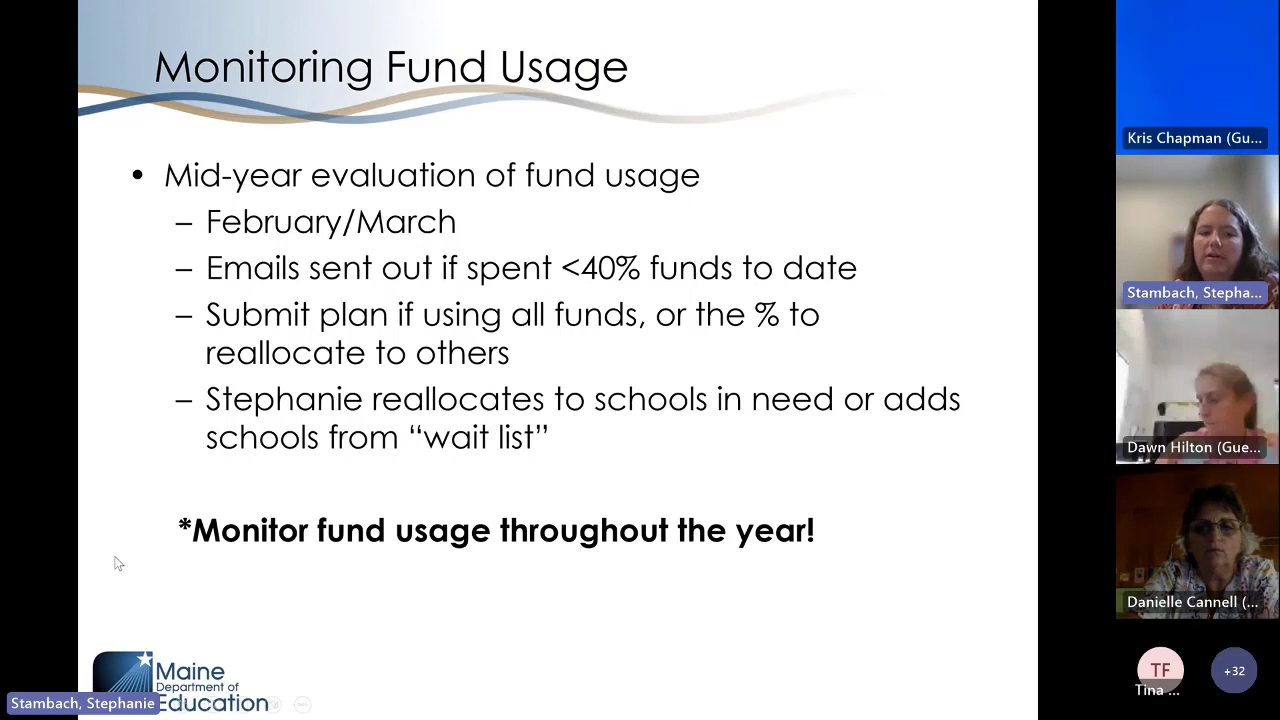 Monitoring Fund Usage
• Mid-year evaluation of fund usage
– February/March
– Emails sent out if spent <40% funds to date
– Submit plan if using all funds, or the % to
reallocate to others
– Stephanie reallocates to schools in need or adds
schools from “wait list”
*Monitor fund usage throughout the year!
Maine
Department of
Education
Stambach, Stephanie
Kris Chapman (Gu...
Stambach, Stepha...
Dawn Hilton (Gue...
Danielle Cannell (...
TF
Tina ...
+32